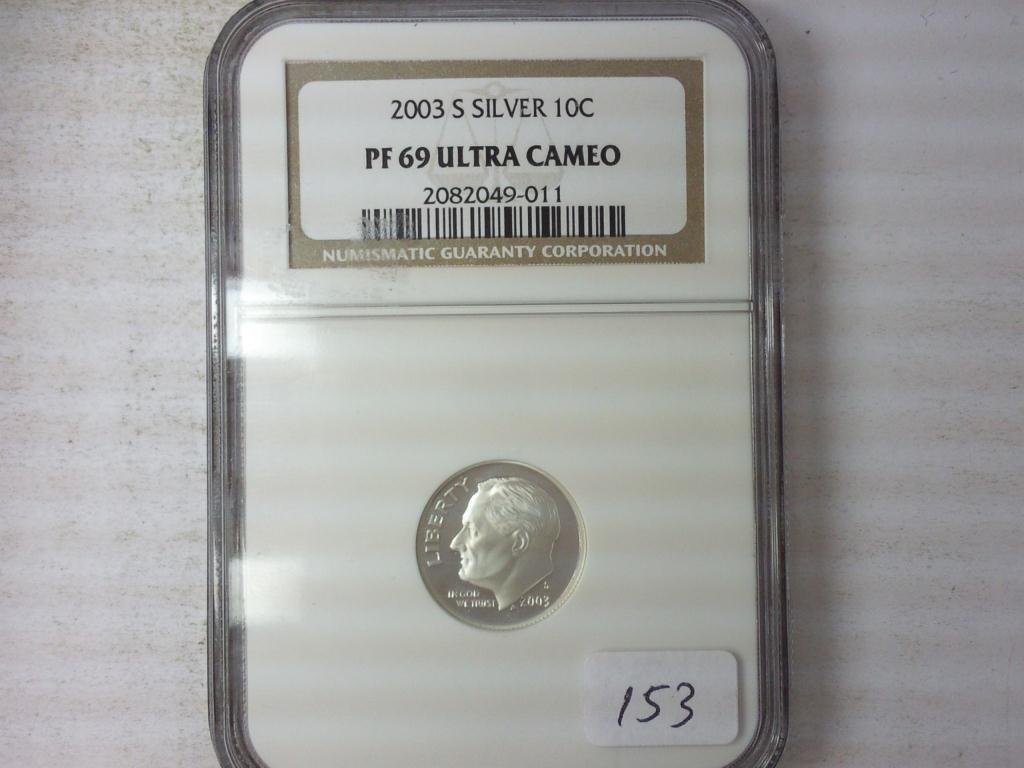 2003 S SILVER 10C
PF 69 ULTRA CAMEO
2082049-011
NUMISMATIC GUARANTY CORPORATION
LIBERTY
IN GOD
WE TRUST
2003
153